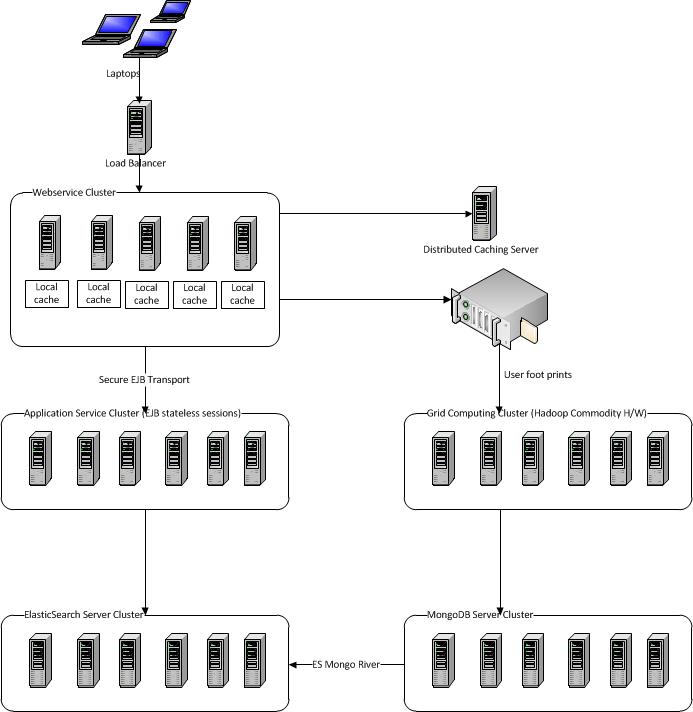 Laptops
Load Balancer
Webservice Cluster
Local
cache
Local
cache
Local
cache
Local
cache
Local
cache
Distributed Caching Server
Secure EJB Transport
User foot prints
Application Service Cluster (EJB stateless sessions)
Grid Computing Cluster (Hadoop Commodity H/W)
ElasticSearch Server Cluster
MongoDB Server Cluster
ES Mongo River